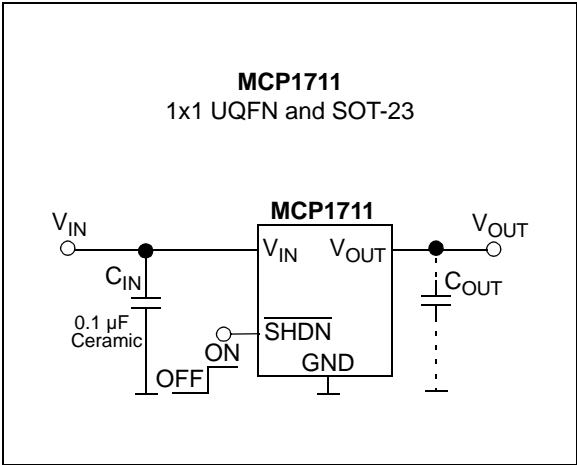 MCP1711
1x1 UQFN and SOT-23
MCP1711
VIN
VOUT
VIN
VOUT
CIN
COUT
0.1 µF
Ceramic
SHDN
ON
GND
OFF